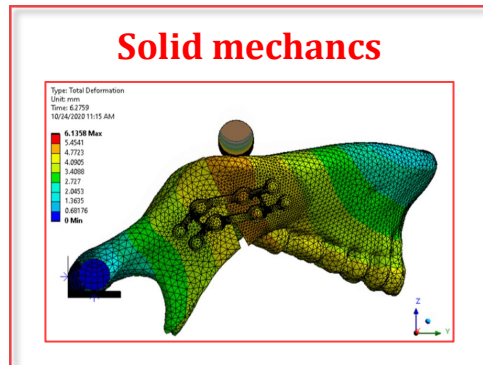 Solid mechancs
Type: Total Deformation
Unit: mm
Time: 6.2759
10/24/2020 11:15 AM
6.1358 Max
5.4541
4.7723
4.0905
3.4088
2.727
2.0453
1.3635
0.68176
0 Min
Z
Y